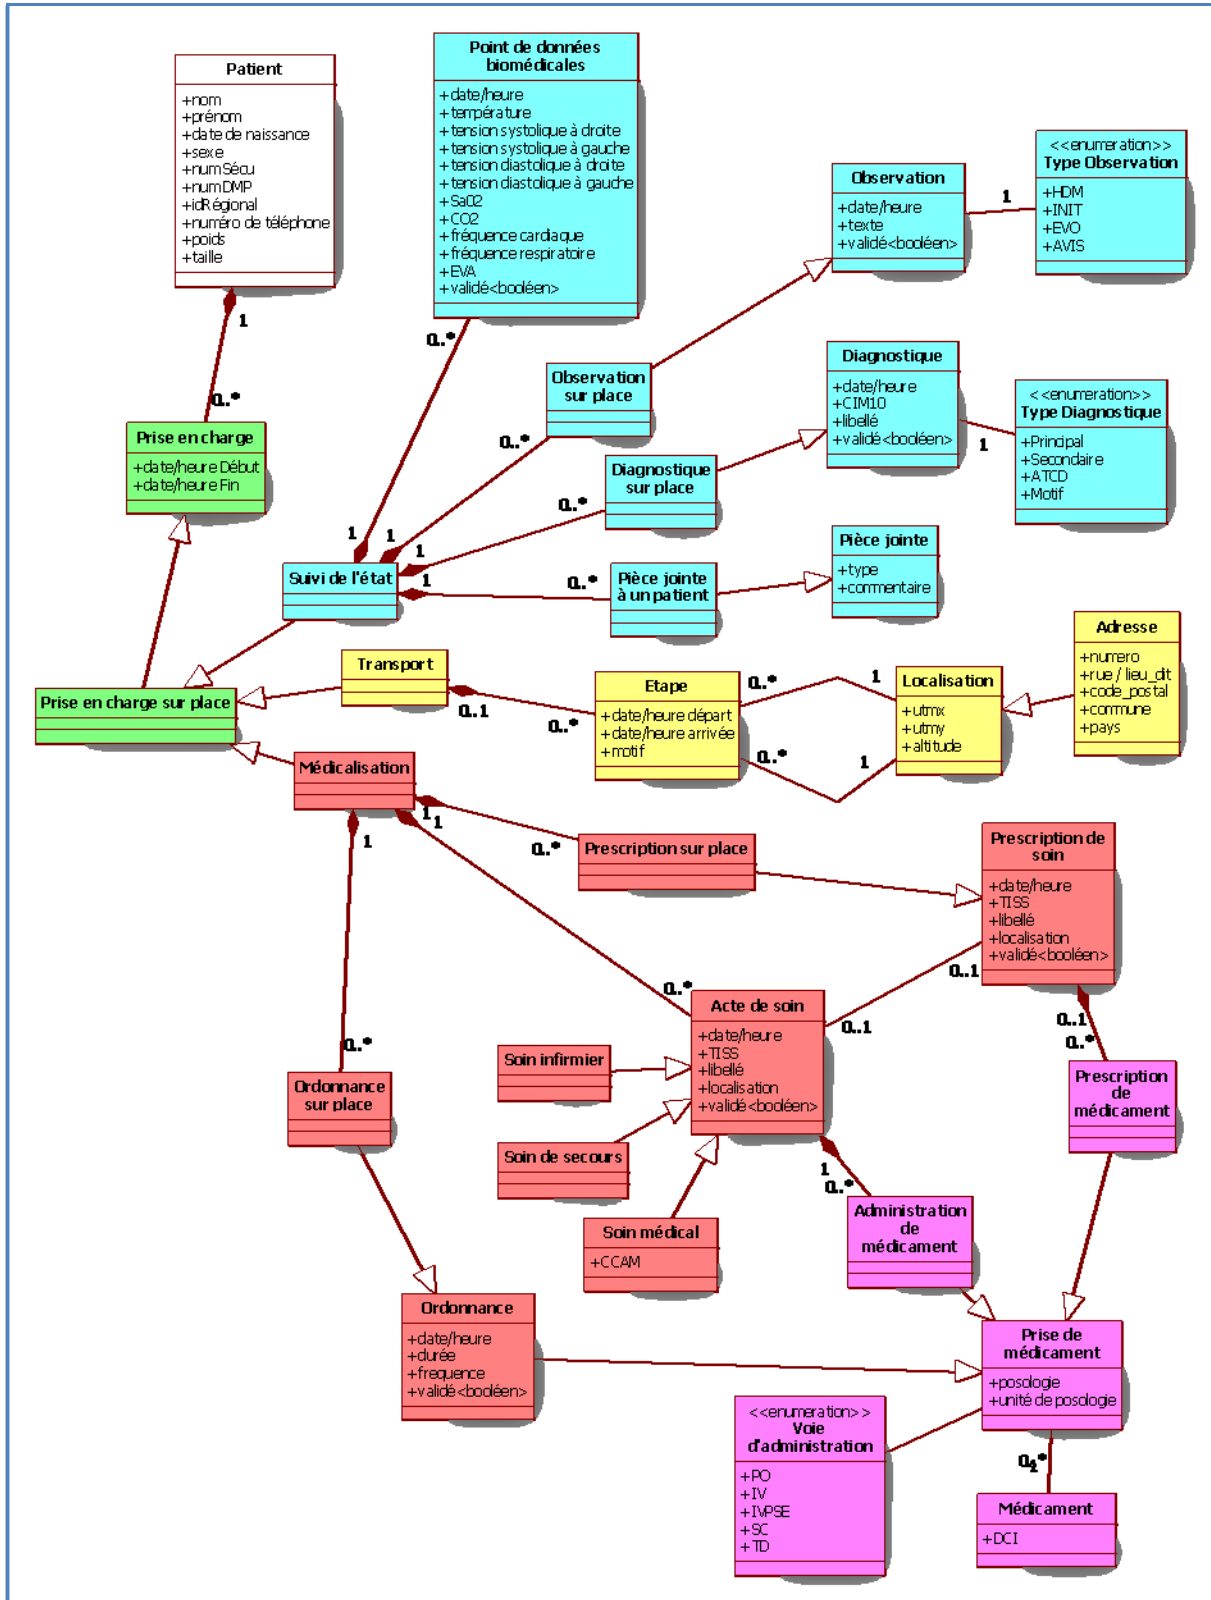 Patient
+nom
+prénom
+date de naissance
+sexe
+numSécu
+numDMP
+idRégional
+numéro de téléphone
+poids
+taille
1
0..*
Point de données
biomédicales
+date/heure
+température
+tension systolique à droite
+tension systolique à gauche
+tension diastolique à droite
+tension diastolique à gauche
+SaO2
+CO2
+fréquence cardiaque
+fréquence respiratoire
+EVA
+validé<booléen>
0..*
Observation
+date/heure
+texte
+validé<booléen>
1
<<enumeration>>
Type Observation
+HDM
+INIT
+EVO
+AVIS
Prise en charge
+date/heure Début
+date/heure Fin
Observation
sur place
0..*
Diagnostique
+date/heure
+CIM10
+libellé
+validé<booléen>
1
<<enumeration>>
Type Diagnostique
+Principal
+Secondaire
+ATCD
+Motif
Diagnostique
sur place
0..*
1
1
1
1
Suivi de l'état
0..*
Pièce jointe
à un patient
Pièce jointe
+type
+commentaire
Prise en charge sur place
Transport
0..1
0..*
Etape
+date/heure départ
+date/heure arrivée
+motif
0..*
1
0..*
1
Localisation
+utmx
+utmy
+altitude
Adresse
+numero
+rue / lieu_dit
+code_postal
+commune
+pays
Médicalisation
1
1
1
0..*
Prescription sur place
Prescription de
soin
+date/heure
+TISS
+libellé
+localisation
+validé<booléen>
0..1
0..1
0..*
0..*
Acte de soin
+date/heure
+TISS
+libellé
+localisation
+validé<booléen>
0..1
1
0..*
Soin infirmier
Soin de secours
Soin médical
+CCAM
0..*
Ordonnance
sur place
Prescription
de
médicament
Administration
de
médicament
Ordonnance
+date/heure
+durée
+frequence
+validé<booléen>
Prise de
médicament
+posologie
+unité de posologie
<<enumeration>>
Voie
d'administration
+PO
+IV
+IVPSE
+SC
+TD
Médicament
+DCI